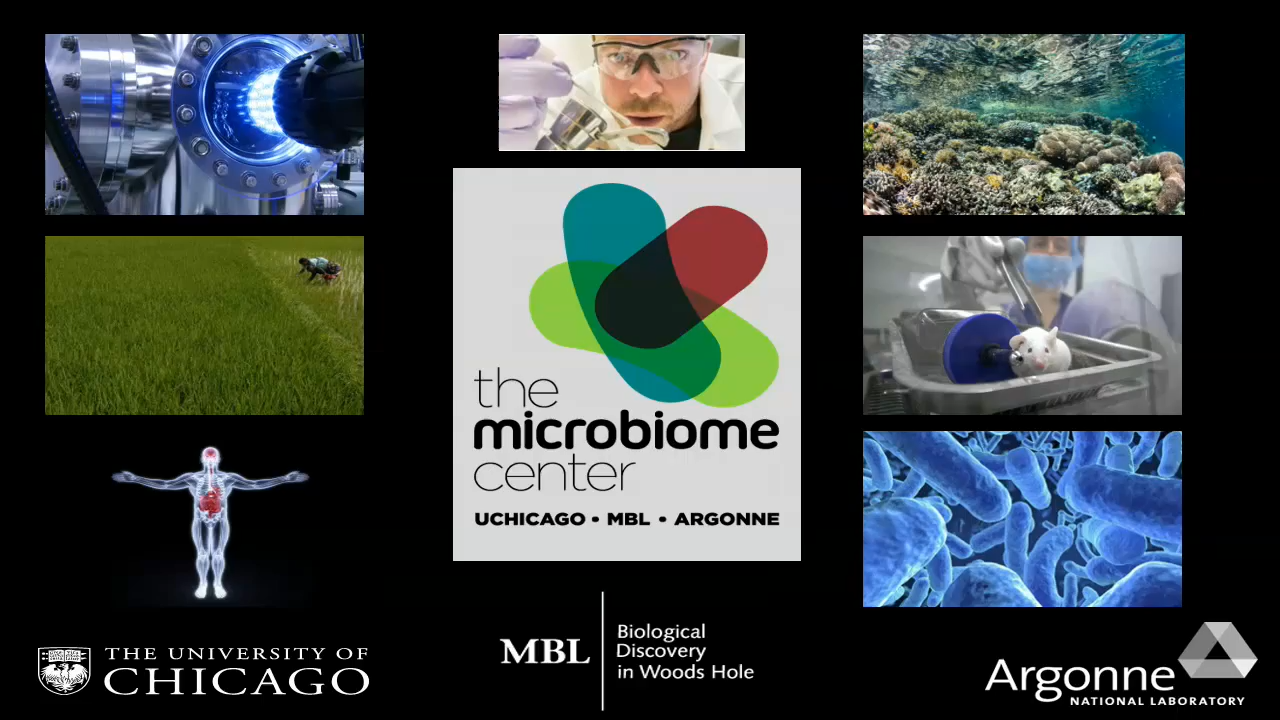 the
microbiome
center
UCHICAGO • MBL • ARGONNE
THE UNIVERSITY OF
CHICAGO
MBL
Biological
Discovery
in Woods Hole
Argonne
NATIONAL LABORATORY